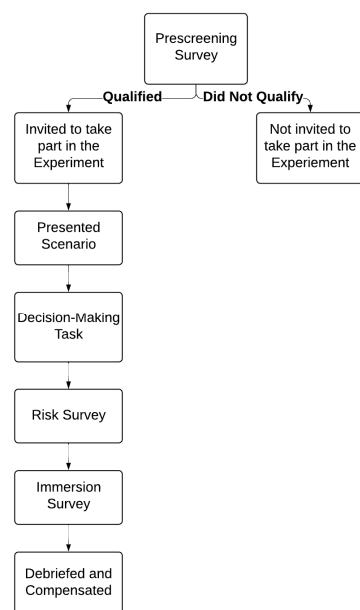 Prescreening
Survey
Qualified
Did Not Qualify
Invited to take
part in the
Experiment
Not invited to
take part in the
Experiement
Presented
Scenario
Decision-Making
Task
Risk Survey
Immersion
Survey
Debriefed and
Compensated